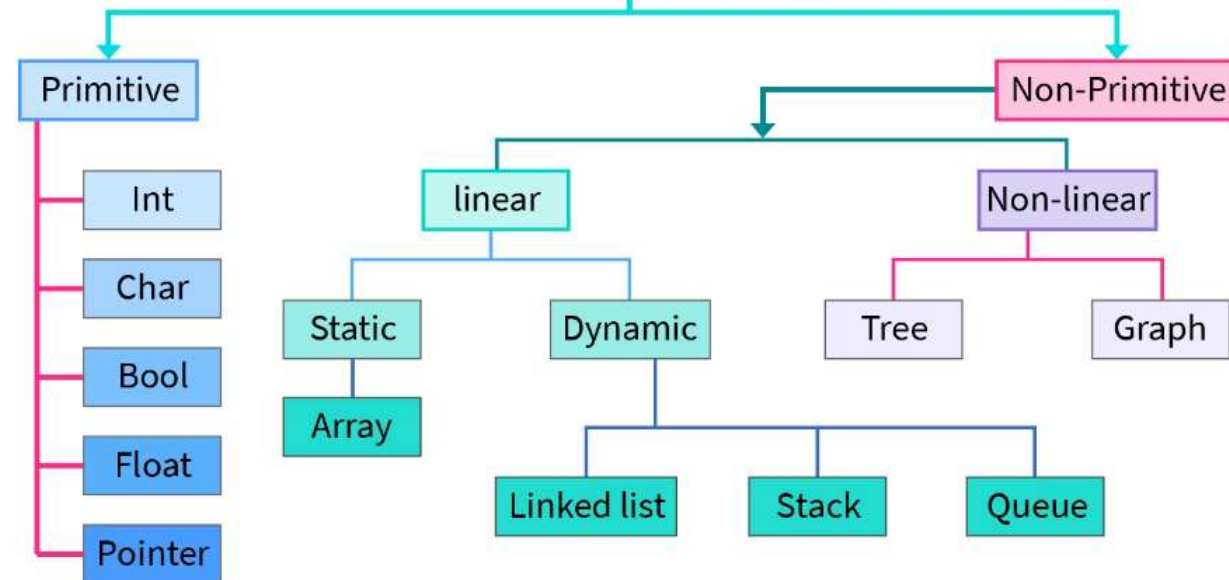 Primitive
Non-Primitive
linear
Non-linear
Int
Char
Bool
Float
Pointer
Static
Dynamic
Tree
Graph
Array
Linked list
Stack
Queue